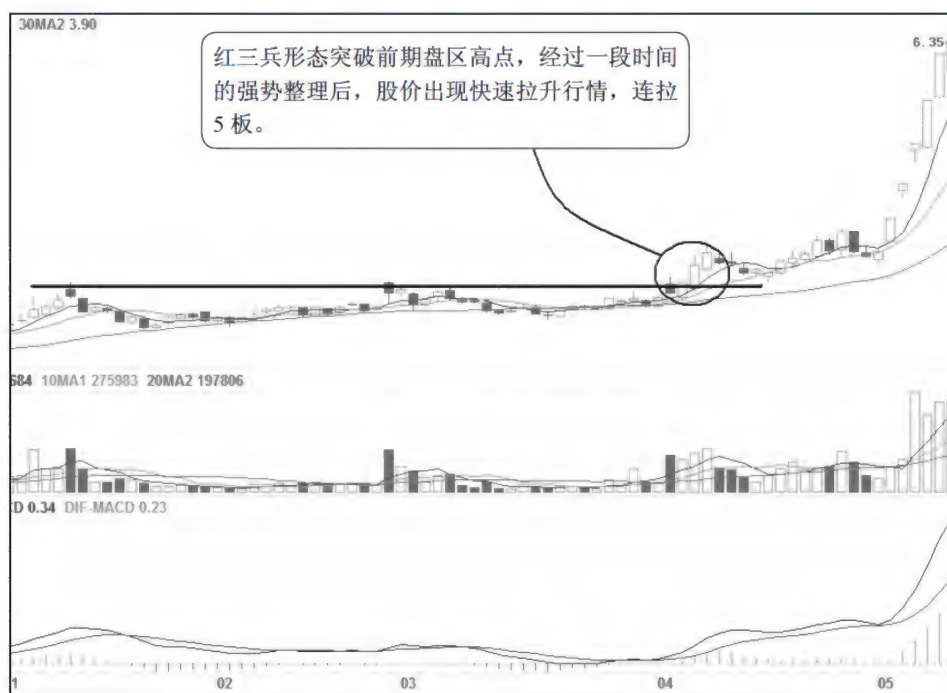 30MA2 3.90
红三兵形态突破前期盘区高点，经过一段时间
的强势整理后，股价出现快速拉升行情，连拉
5 板。
6.35
684 10MA1 275983 20MA2 197806
CD 0.34 DIF-MACD 0.23
1 02 03 04 05